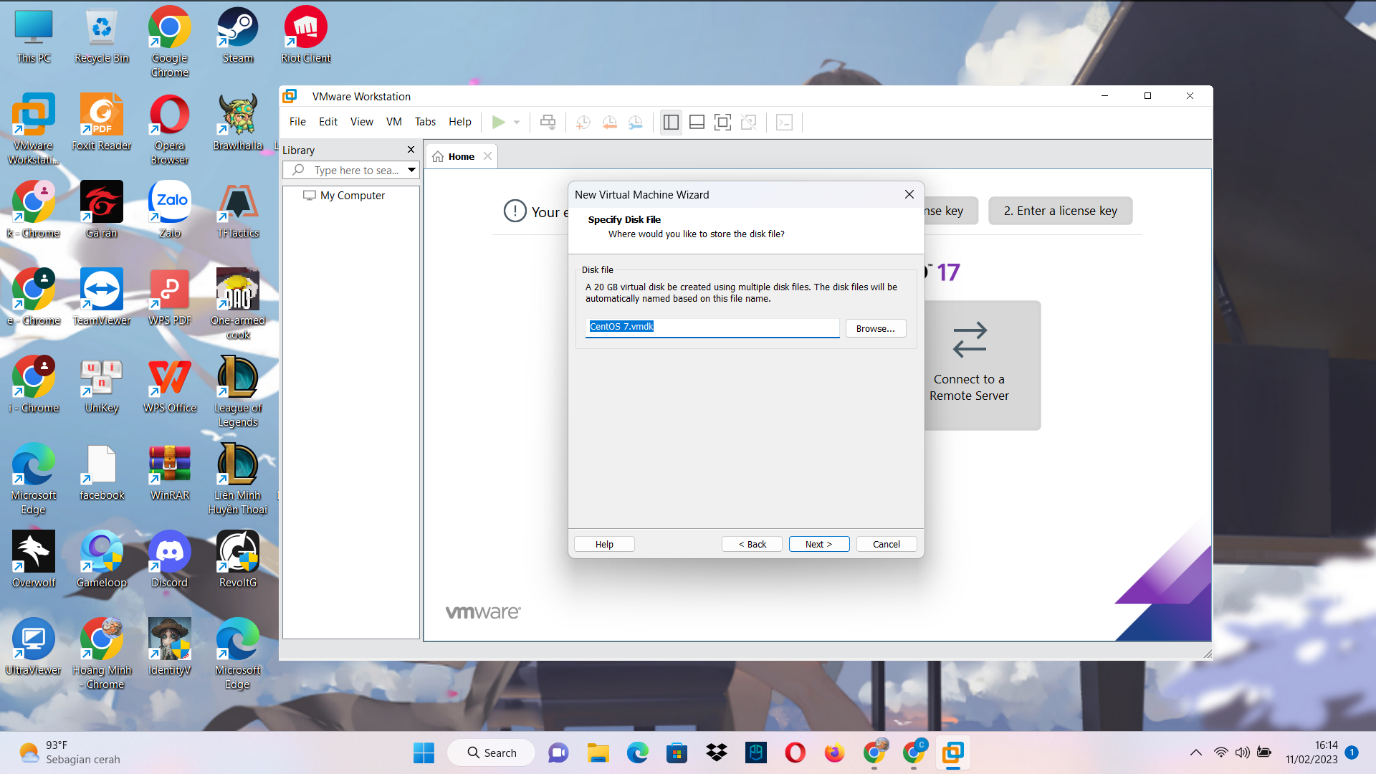 This PC
Recycle Bin
Google
Chrome
Steam
Riot Client
VMware
Workstati...
Foxit Reader
PDF
Opera
Browser
Brawlhalla
k - Chrome
Gà rán
Zalo
Zalo
TFTactics
e - Chrome
TeamViewer
WPS PDF
One-armed
cook
i - Chrome
UniKey
WPS Office
League of
Legends
Microsoft
Edge
facebook
WinRAR
Liên Minh
Huyền Thoại
Overwolf
Gameloop
Discord
RevoltG
UltraViewer
Hoàng Minh
- Chrome
IdentityV
Microsoft
Edge
VMware Workstation
File Edit View VM Tabs Help
Library
Type here to sea...
My Computer
Home
Your e
nse key
2. Enter a license key
17
Connect to a
Remote Server
vmware
New Virtual Machine Wizard
Specify Disk File
Where would you like to store the disk file?
Disk file
A 20 GB virtual disk be created using multiple disk files. The disk files will be
automatically named based on this file name.
CentOS 7.vmdk
Browse...
Help
< Back
Next >
Cancel
93°F
Sebagian cerah
Search
16:14
11/02/2023
1